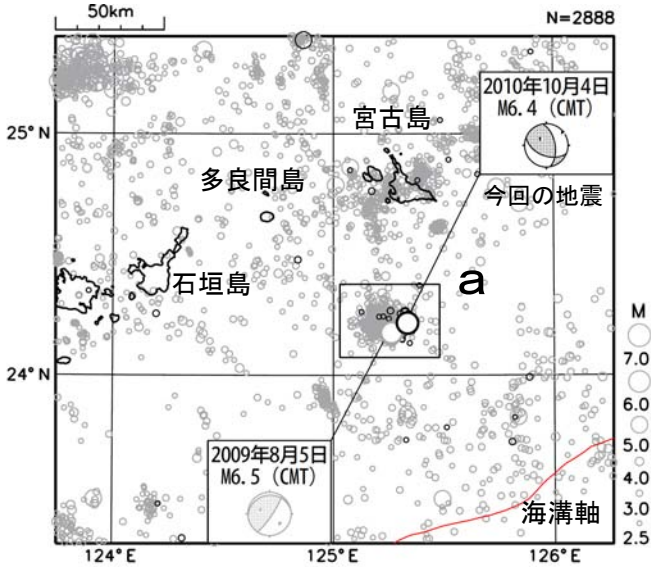 50km
N=2888
2010年10月4日
M6.4 (CMT)
宮古島
25°N
多良間島
今回の地震
石垣島
a
M
7.0
24°N
6.0
5.0
2009年8月5日
M6.5 (CMT)
4.0
3.0
海溝軸
2.5
124°E
125°E
126°E